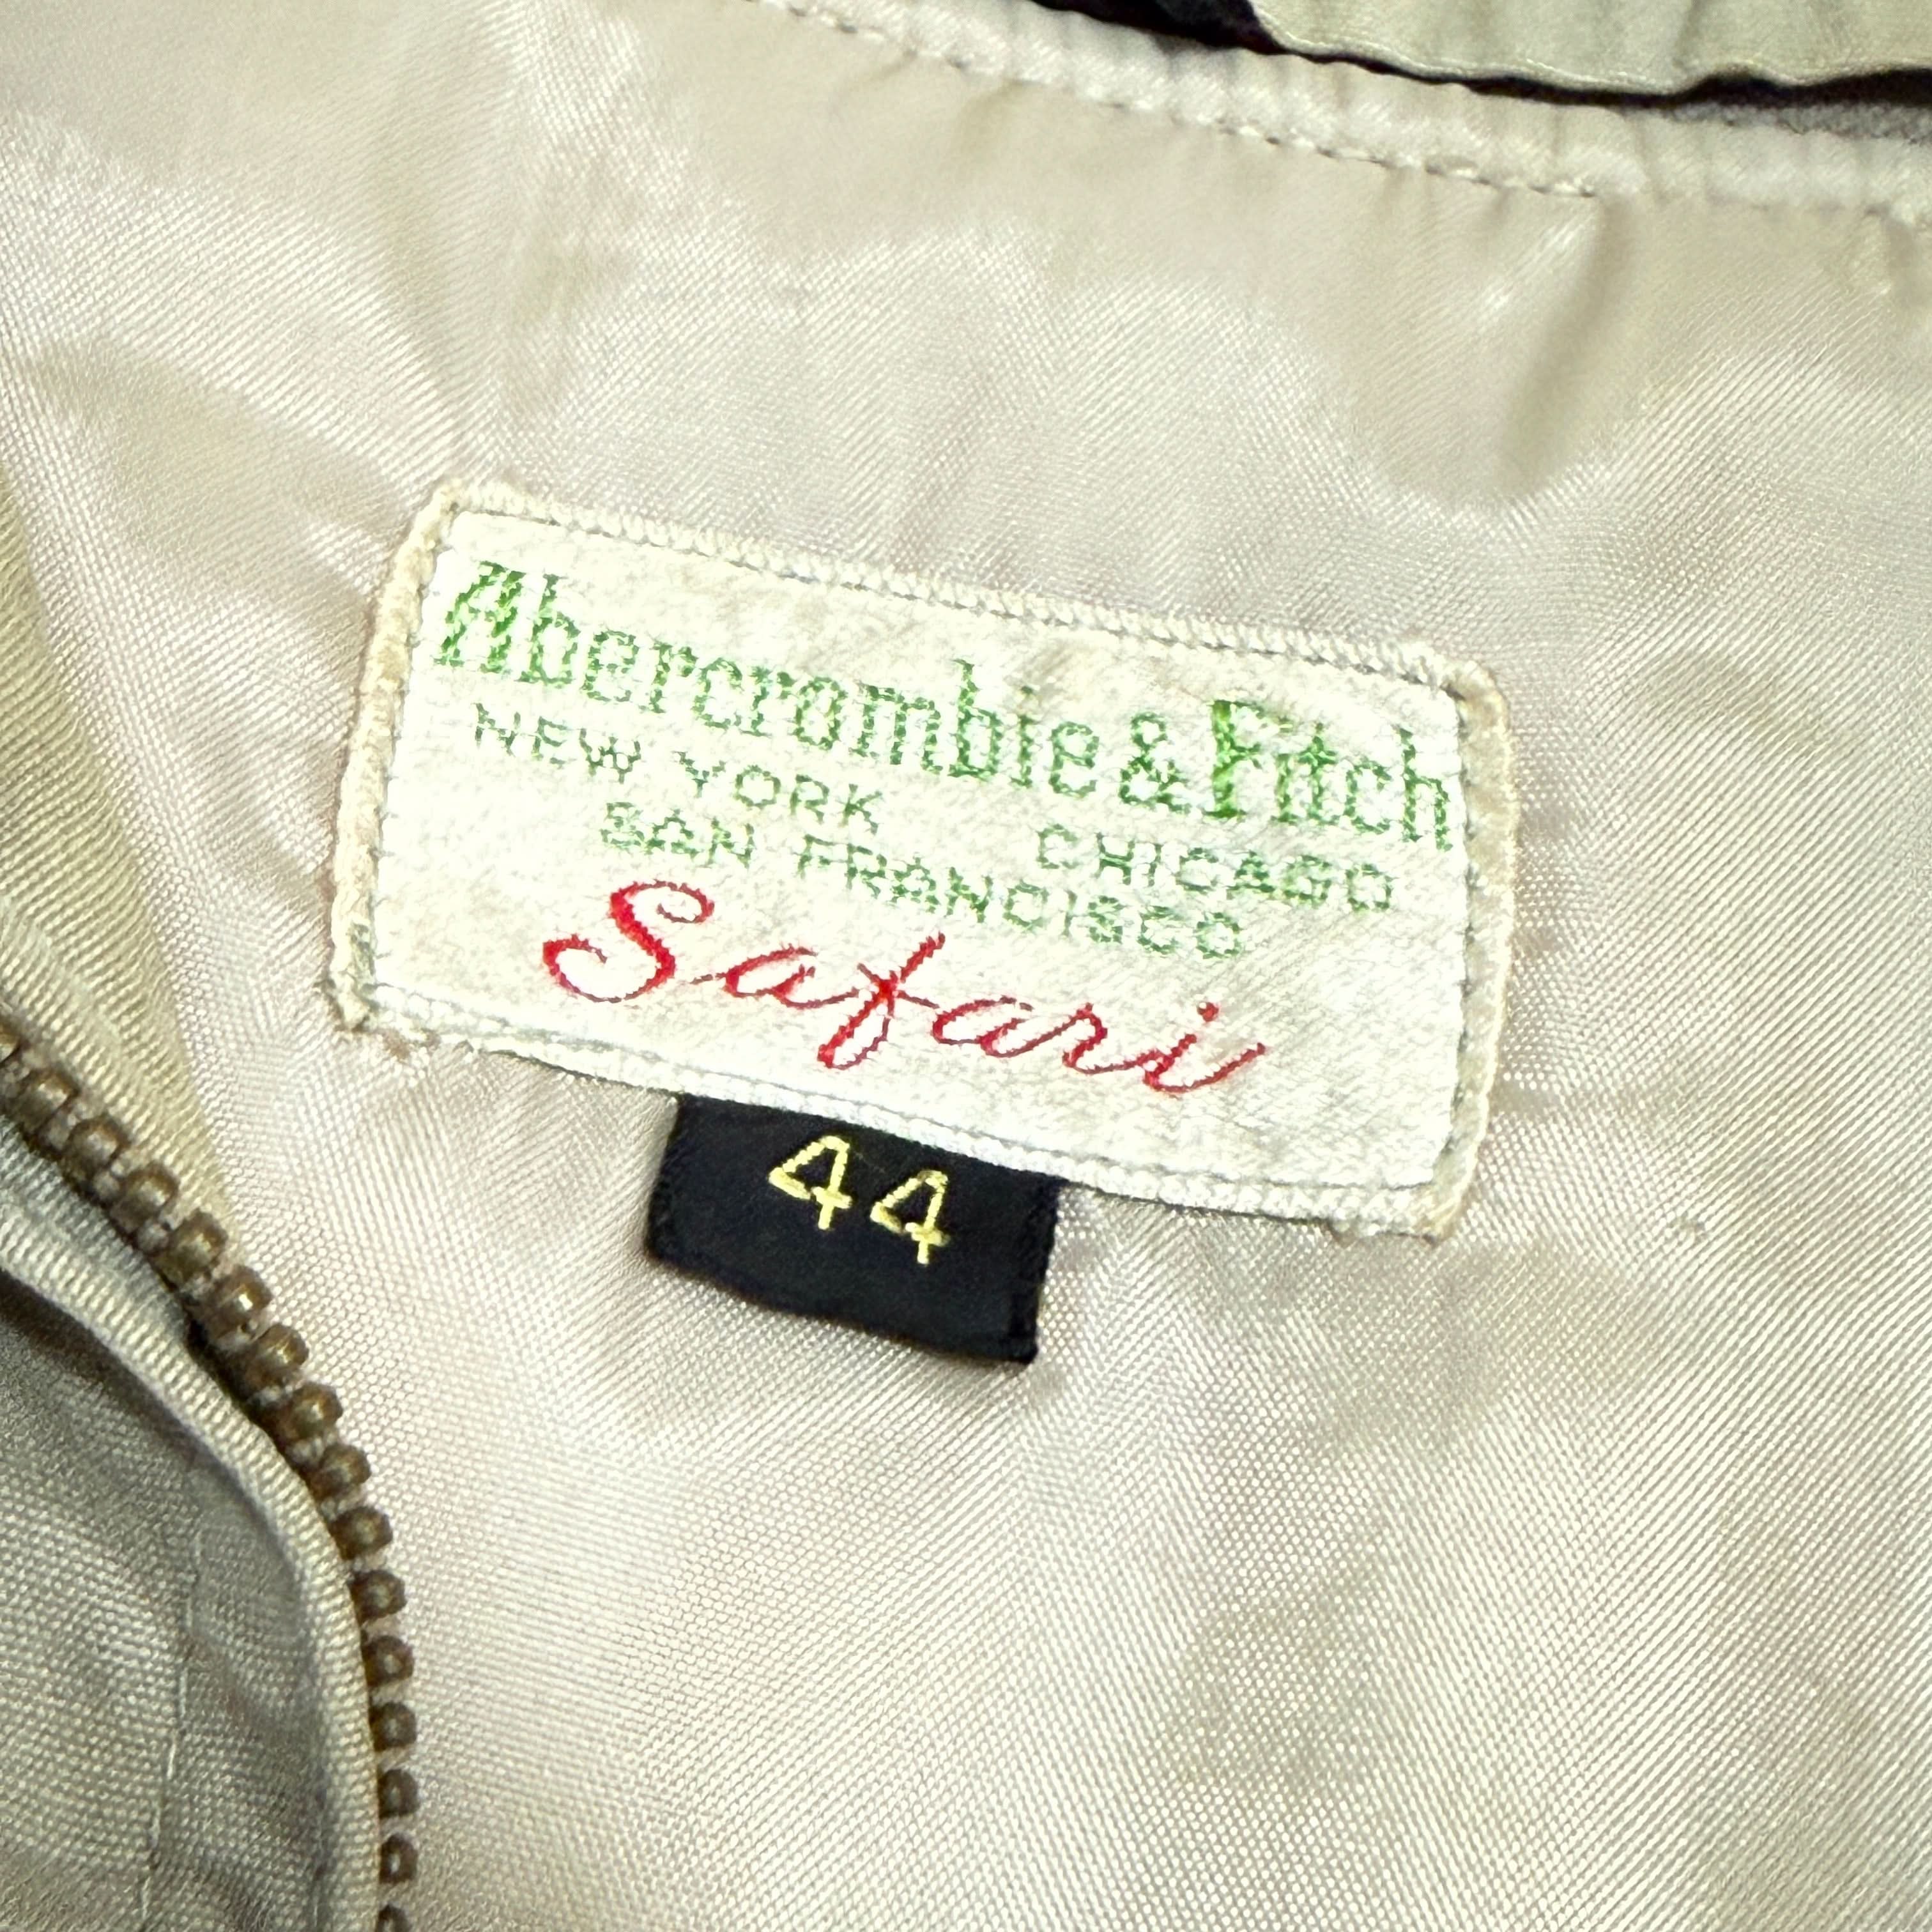 Abercrombie & Fitch
NEW YORK CHICAGO
SAN FRANCISCO
Safari
44